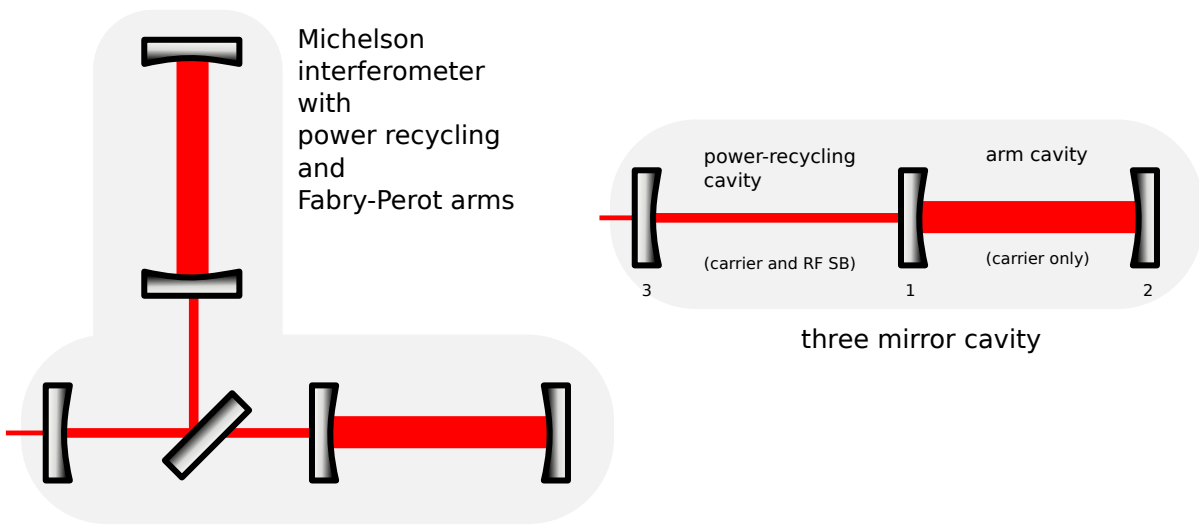 Michelson
interferometer
with
power recycling
and
Fabry-Perot arms
power-recycling
cavity
arm cavity
(carrier and RF SB)
(carrier only)
3
1
2
three mirror cavity